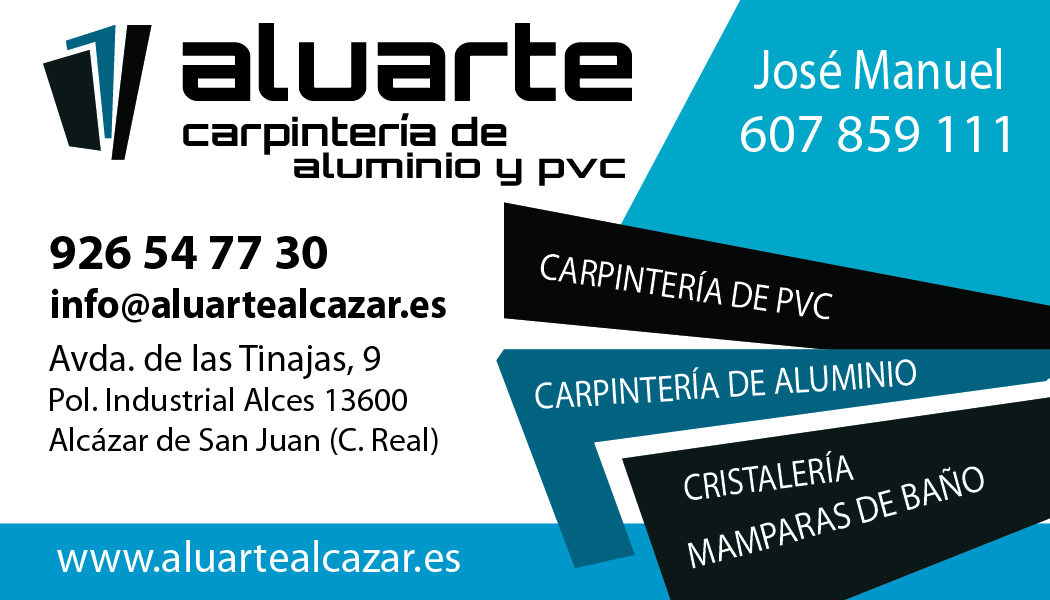 aluarte
carpintería de
aluminio y pvc
José Manuel
607 859 111
926 54 77 30
info@aluartealcazar.es
Avda. de las Tinajas, 9
Pol. Industrial Alces 13600
Alcázar de San Juan (C. Real)
CARPINTERÍA DE PVC
CARPINTERÍA DE ALUMINIO
CRISTALERÍA
MAMPARAS DE BAÑO
www.aluartealcazar.es